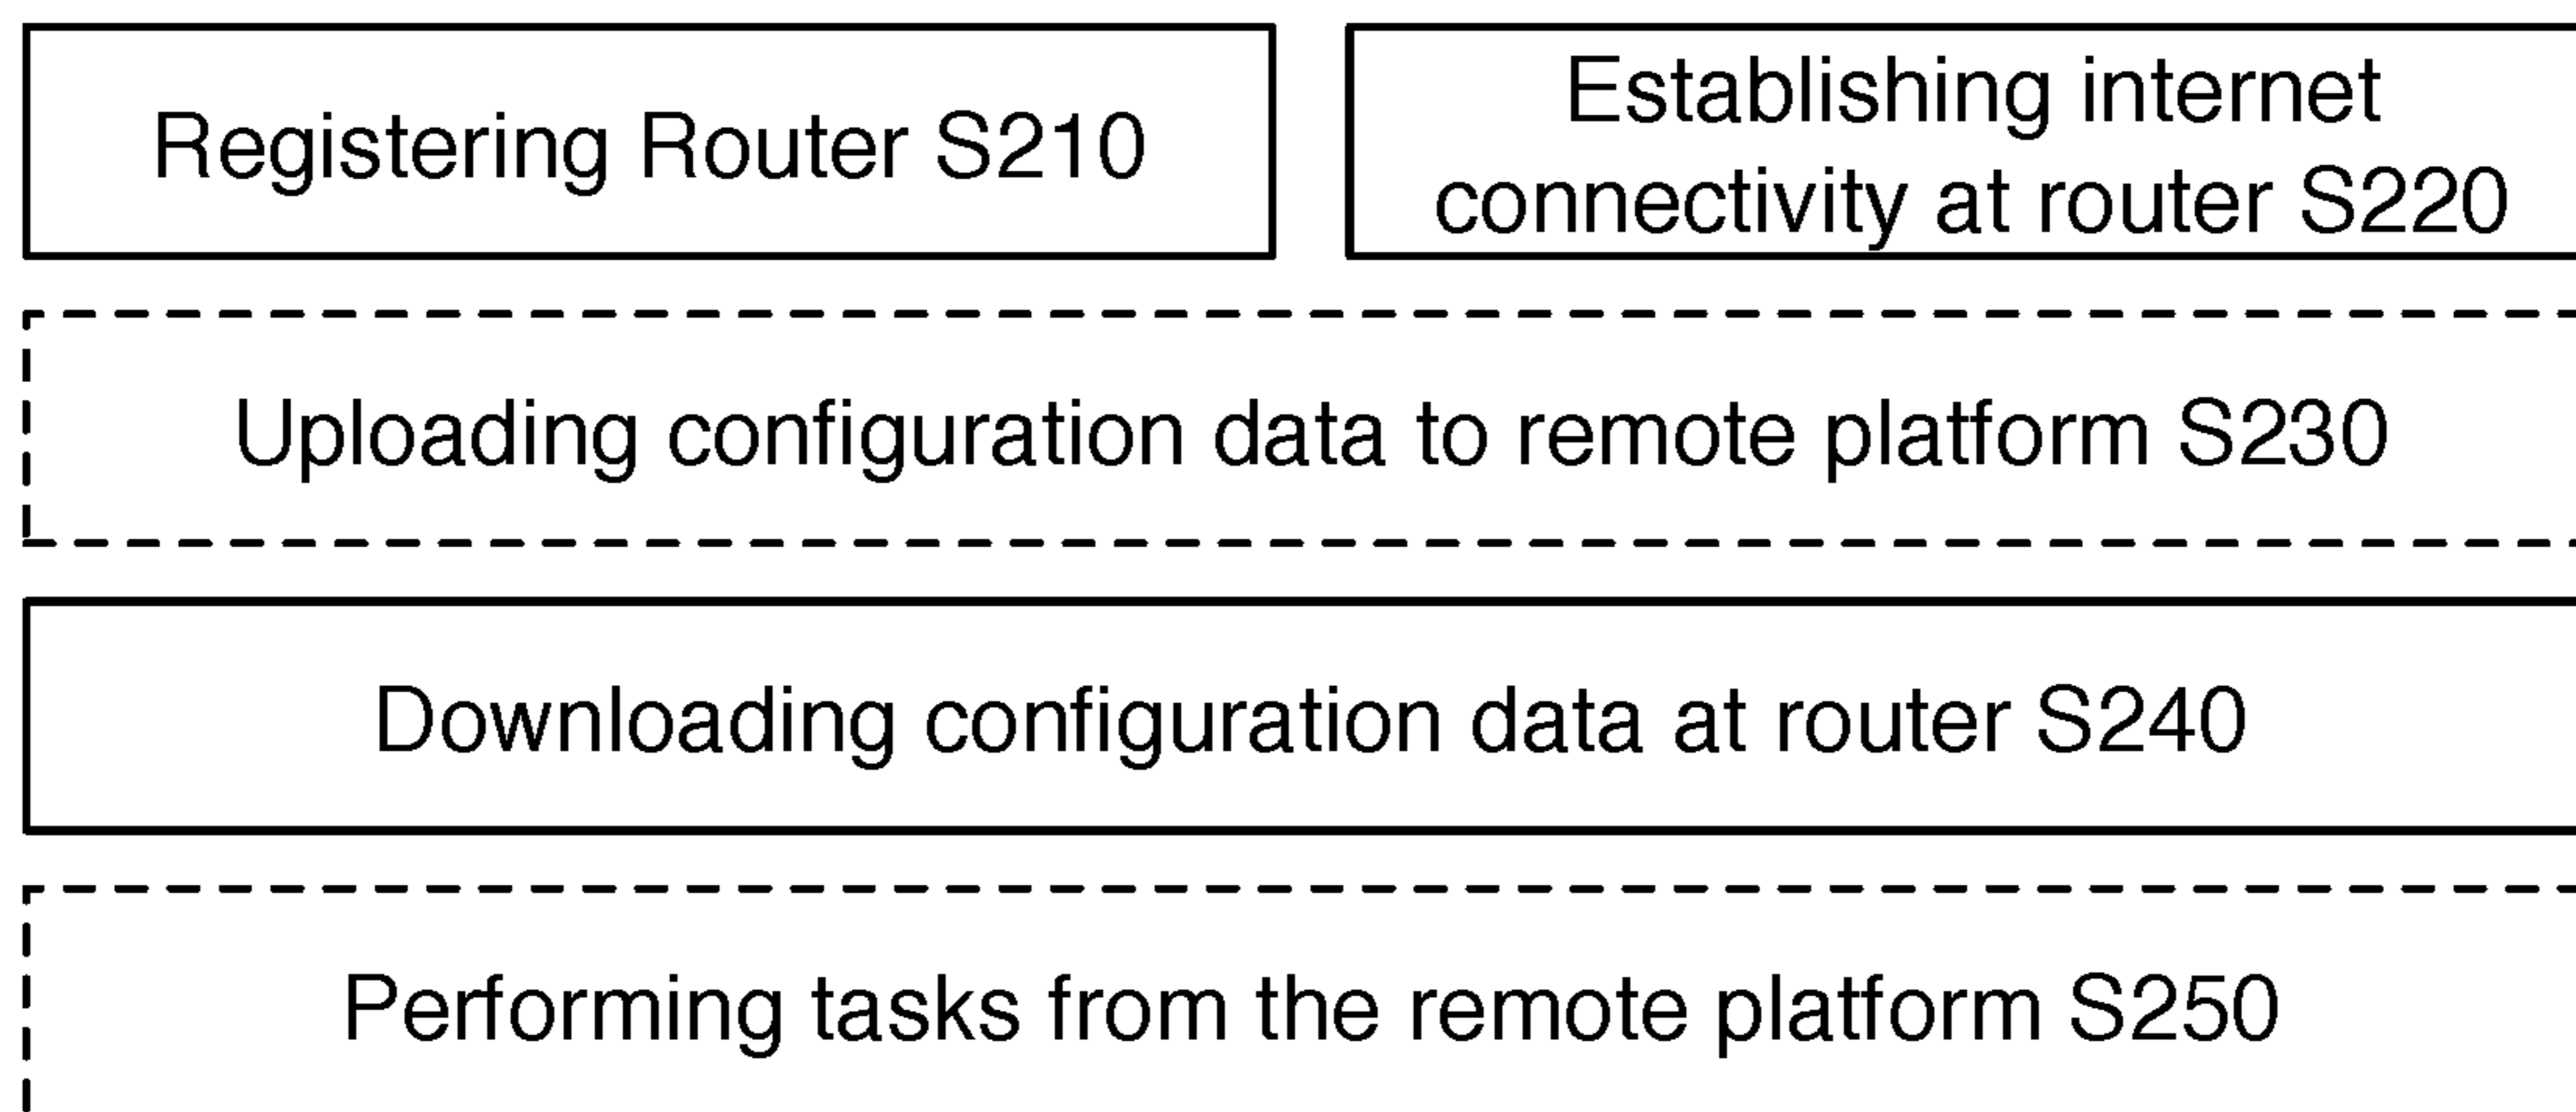 Registering Router S210
Establishing internet
connectivity at router S220
Uploading configuration data to remote platform S230
Downloading configuration data at router S240
Performing tasks from the remote platform S250